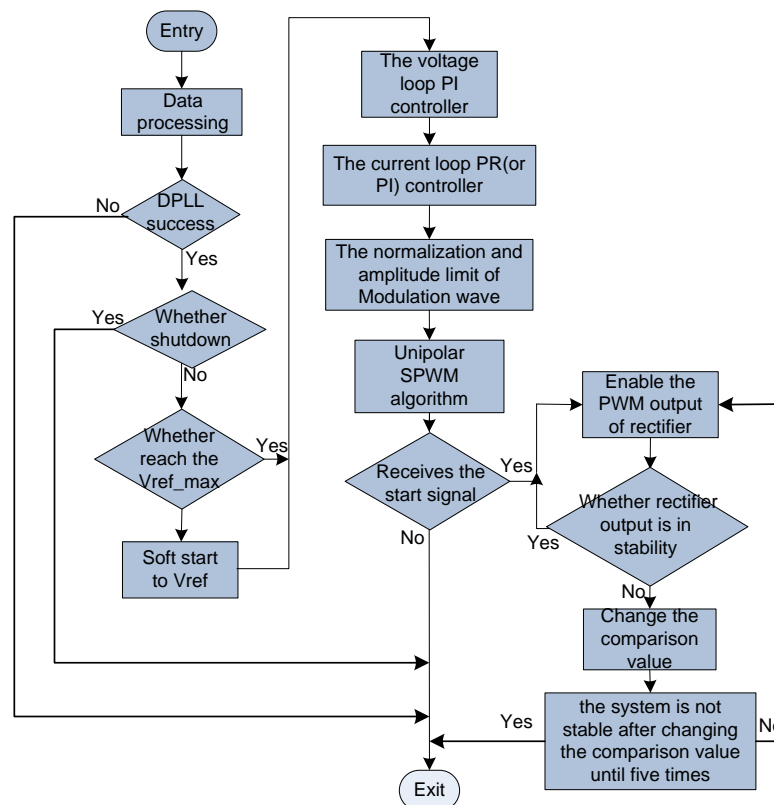 Entry
Data
processing
DPLL
success
No
Yes
Whether
shutdown
Yes
No
Whether
reach the
Vref_max
Yes
Soft start
to Vref
The voltage
loop PI
controller
The current loop PR(or
PI) controller
The normalization and
amplitude limit of
Modulation wave
Unipolar
SPWM
algorithm
Receives the
start signal
Yes
No
Enable the
PWM output
of rectifier
Whether rectifier
output is in
stability
Yes
No
Change the
comparison
value
the system is not
stable after changing
the comparison value
until five times
Yes
No
Exit